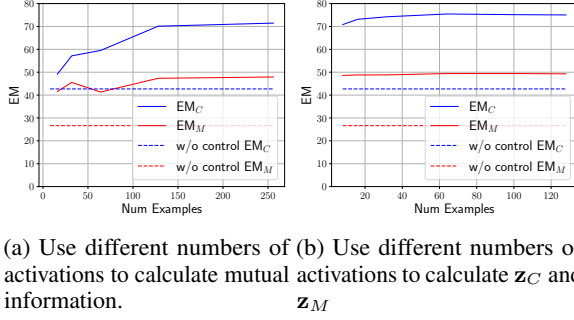 80
70
60
50
40
30
20
10
0
EM
0 50 100 150 200 250
Num Examples
EM_C
EM_M
w/o control EM_C
w/o control EM_M
80
70
60
50
40
30
20
10
0
EM
20 40 60 80 100 120
Num Examples
EM_C
EM_M
w/o control EM_C
w/o control EM_M
(a) Use different numbers of
activations to calculate mutual
information.
(b) Use different numbers o
activations to calculate z_C and
z_M